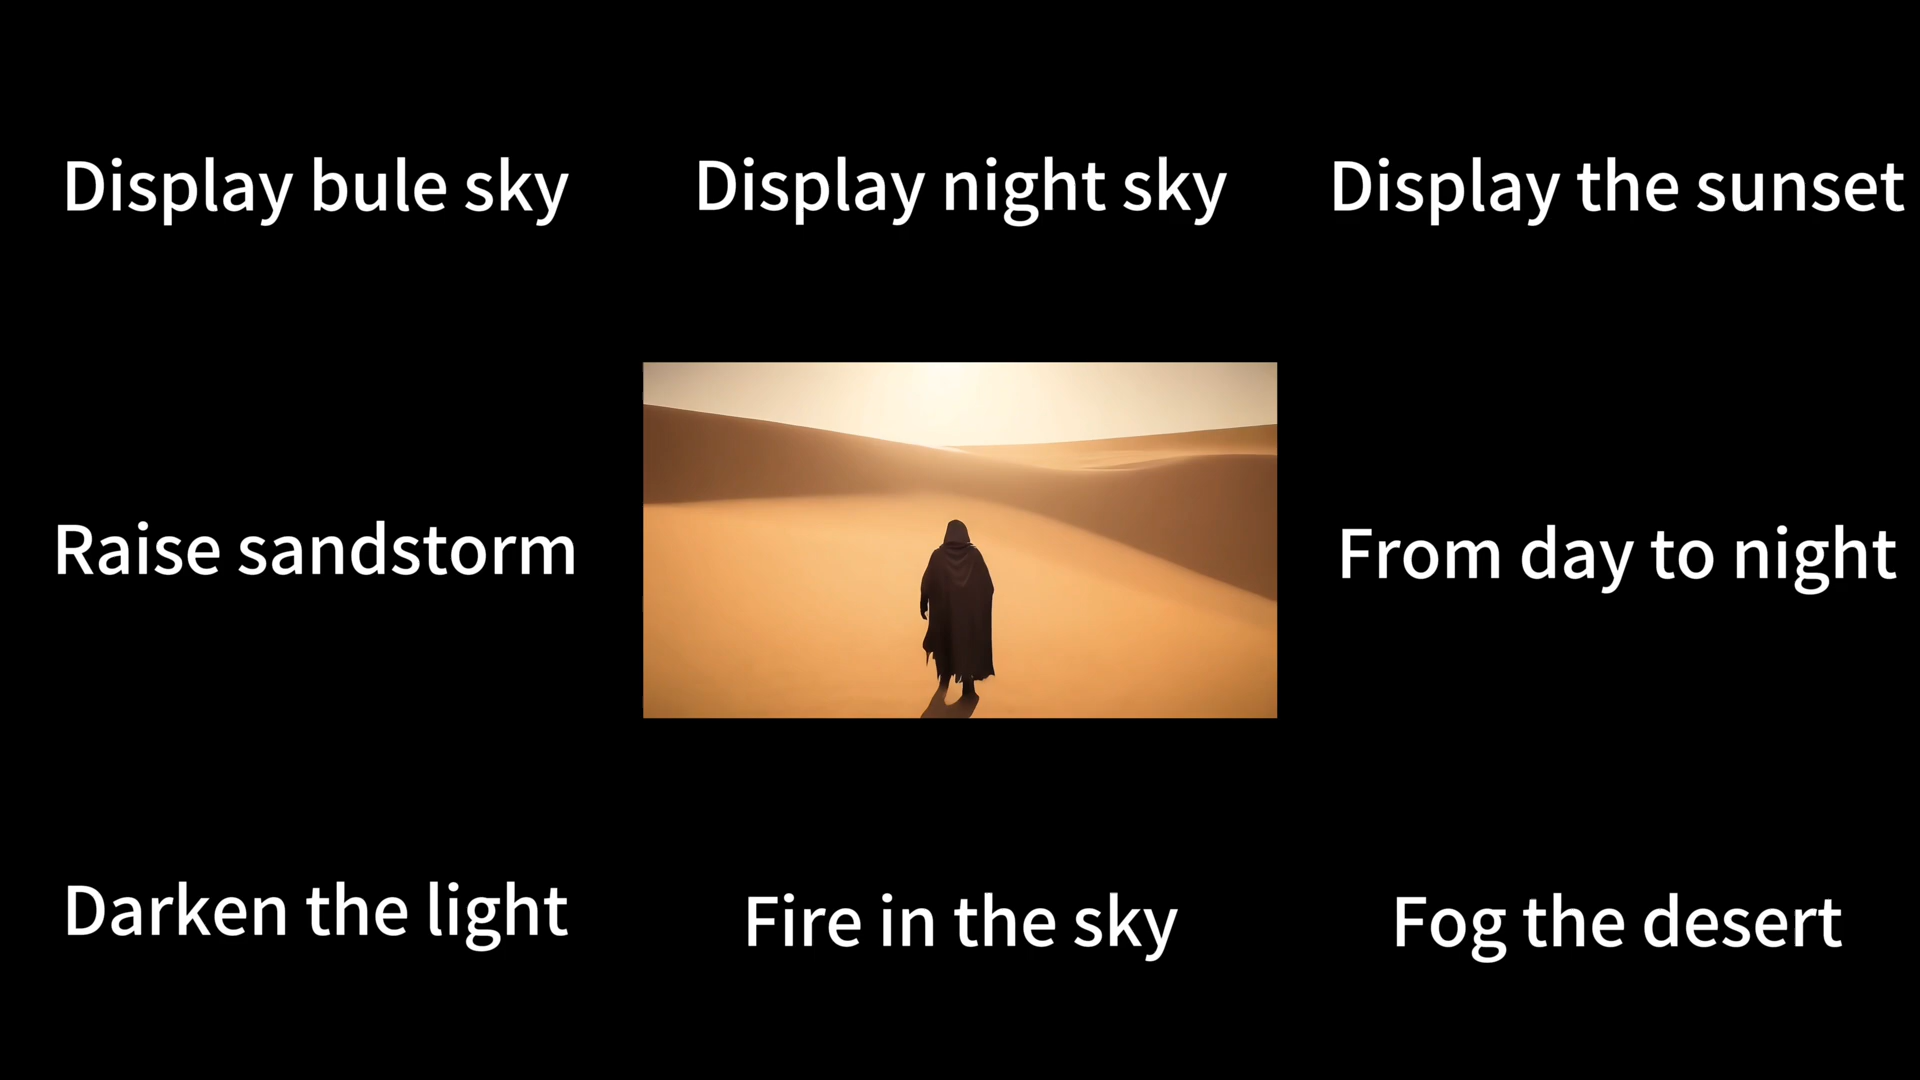 Display bule sky
Display night sky
Display the sunset
Raise sandstorm
From day to night
Darken the light
Fire in the sky
Fog the desert